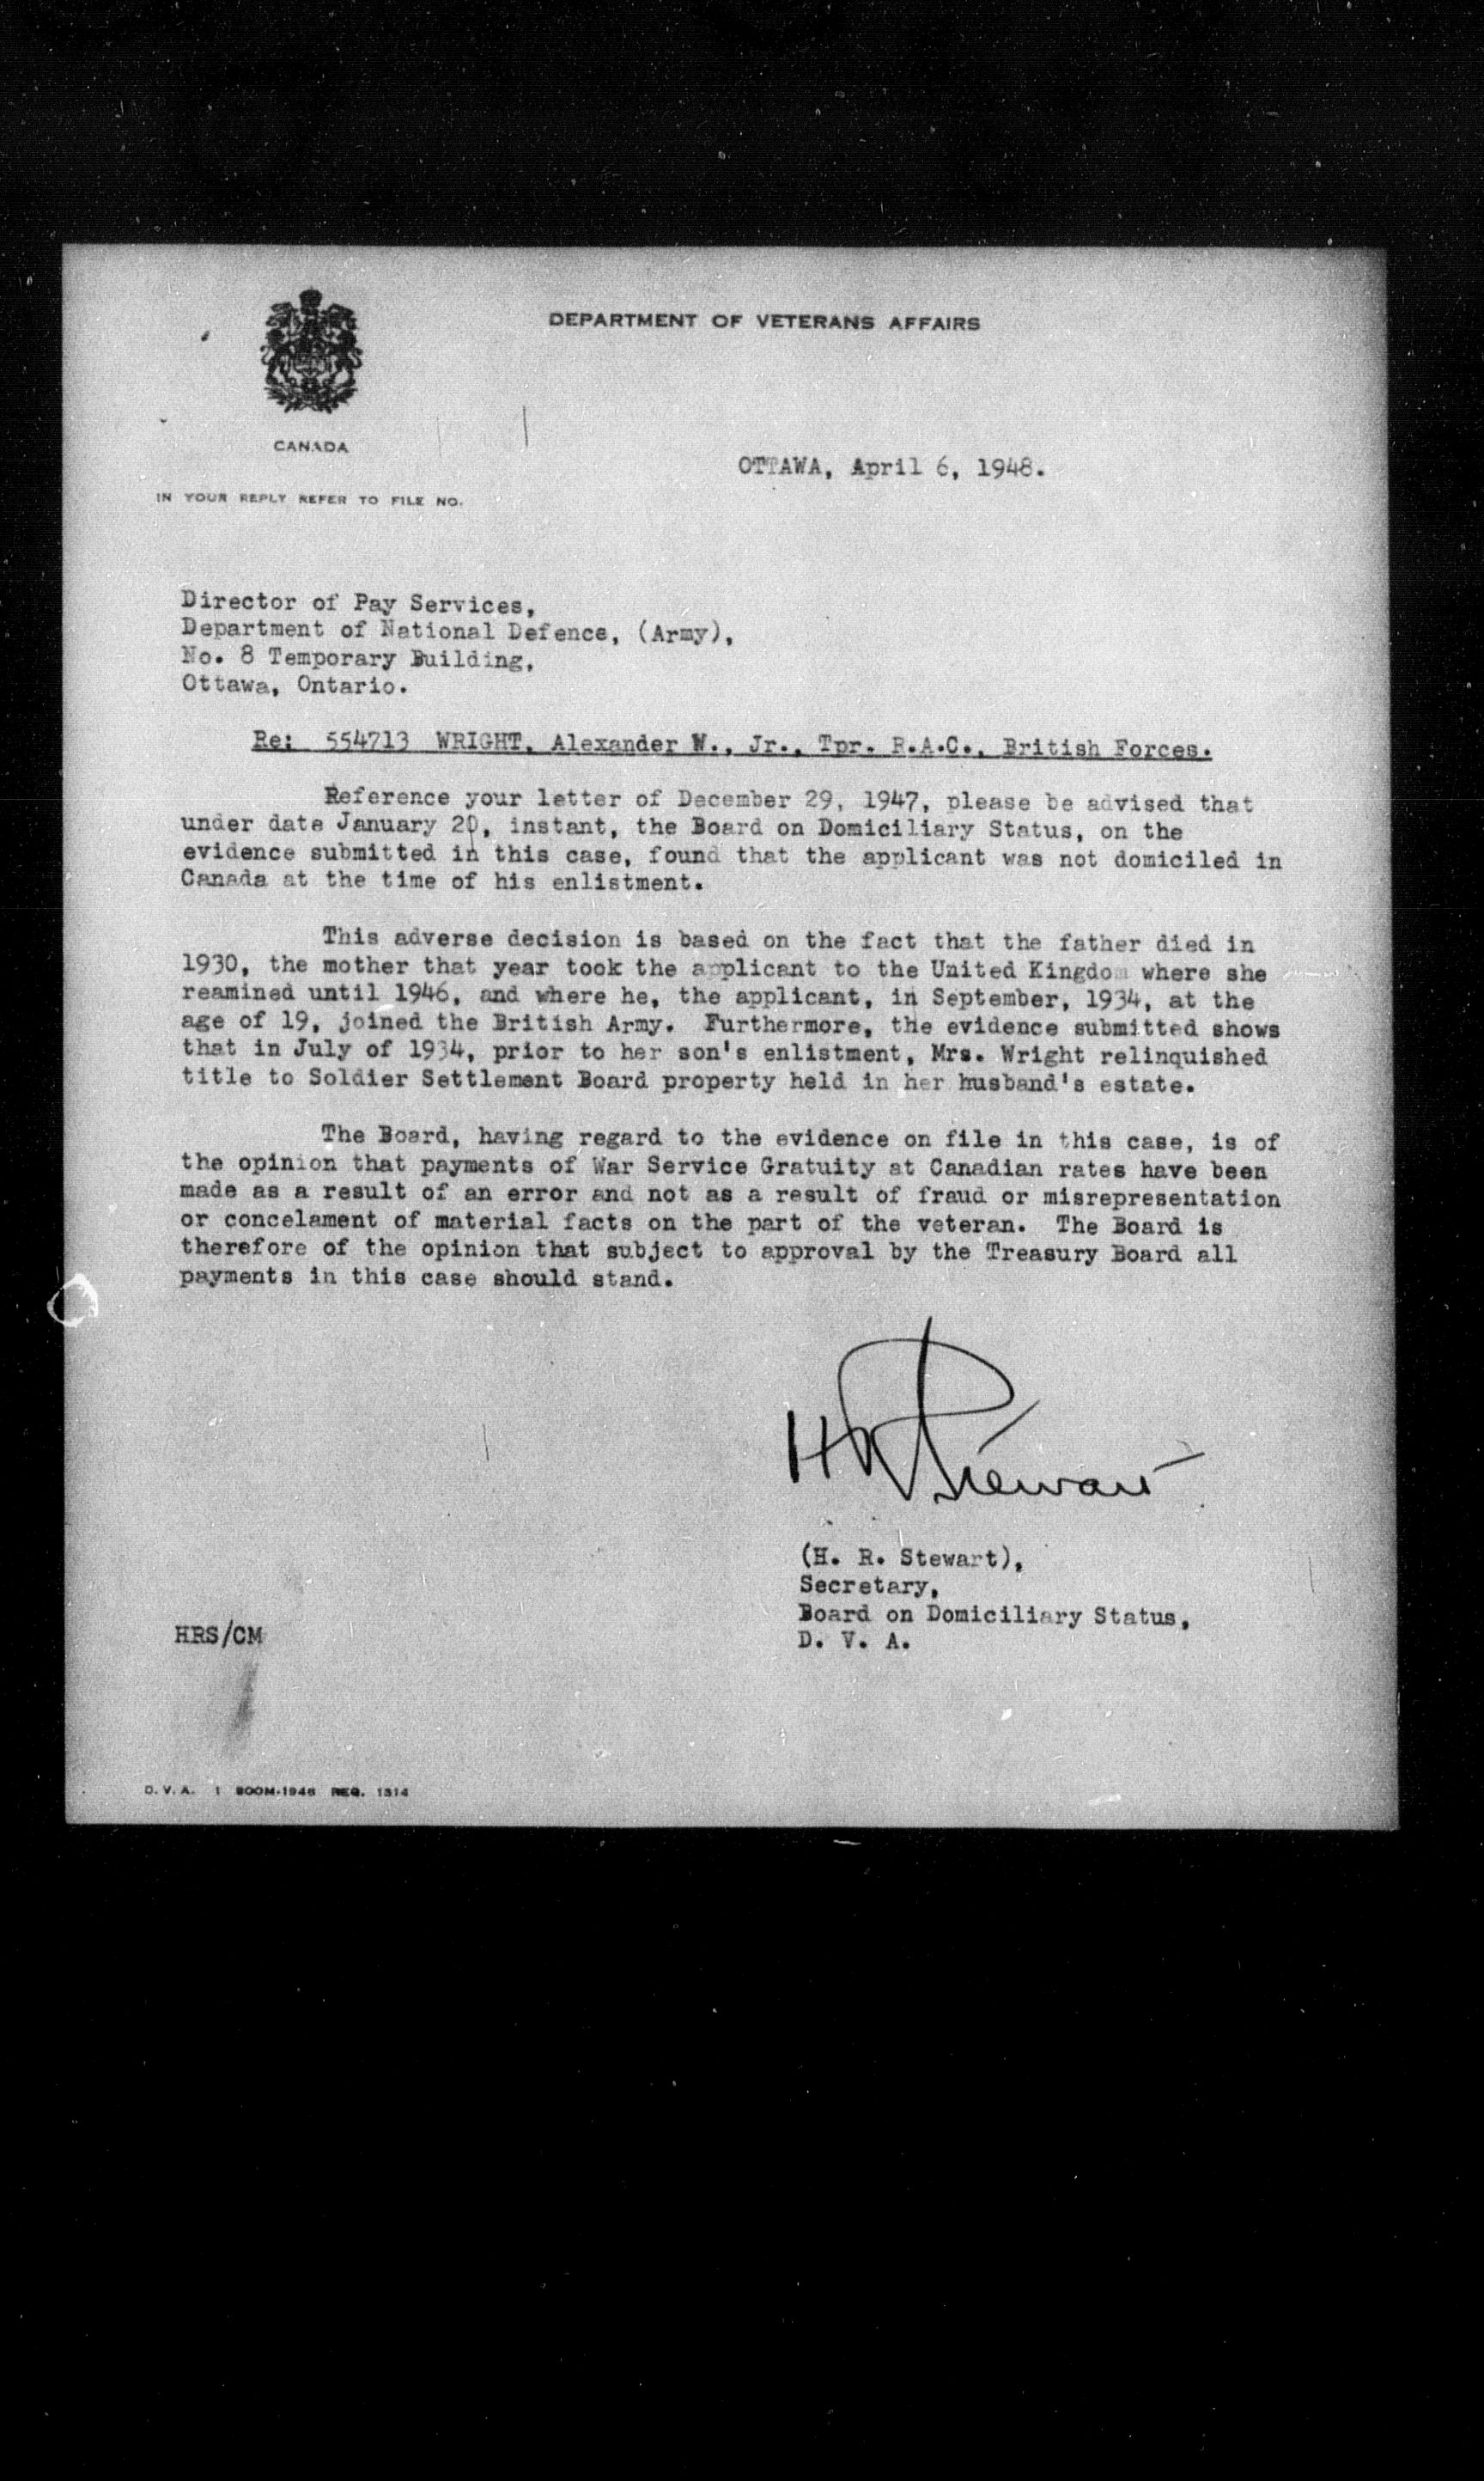 DEPARTMENT OF VETERANS AFFAIRS
CANADA
OTTAWA, April 6, 1948.
IN YOUR REPLY REFER TO FILE NO.
Director of Pay Services,
Department of National Defence, (Army),
No. 8 Temporary Building,
Ottawa, Ontario.
Re: 554713 WRIGHT, Alexander W., Jr., Tpr. R.A.C., British Forces.
Reference your letter of December 29, 1947, please be advised that
under date January 20, instant, the Board on Domiciliary Status, on the
evidence submitted in this case, found that the applicant was not domiciled in
Canada at the time of his enlistment.
This adverse decision is based on the fact that the father died in
1930, the mother that year took the applicant to the United Kingdom where she
reamined until 1946, and where he, the applicant, in September, 1934, at the
age of 19, joined the British Army. Furthermore, the evidence submitted shows
that in July of 1934, prior to her son's enlistment, Mrs. Wright relinquished
title to Soldier Settlement Board property held in her husband's estate.
The Board, having regard to the evidence on file in this case, is of
the opinion that payments of War Service Gratuity at Canadian rates have been
made as a result of an error and not as a result of fraud or misrepresentation
or concelament of material facts on the part of the veteran. The Board is
therefore of the opinion that subject to approval by the Treasury Board all
payments in this case should stand.
H R Stewart
(H. R. Stewart),
Secretary,
Board on Domiciliary Status,
D. V. A.
HRS/CM
D. V. A. 1 800M-1946 REQ. 1314